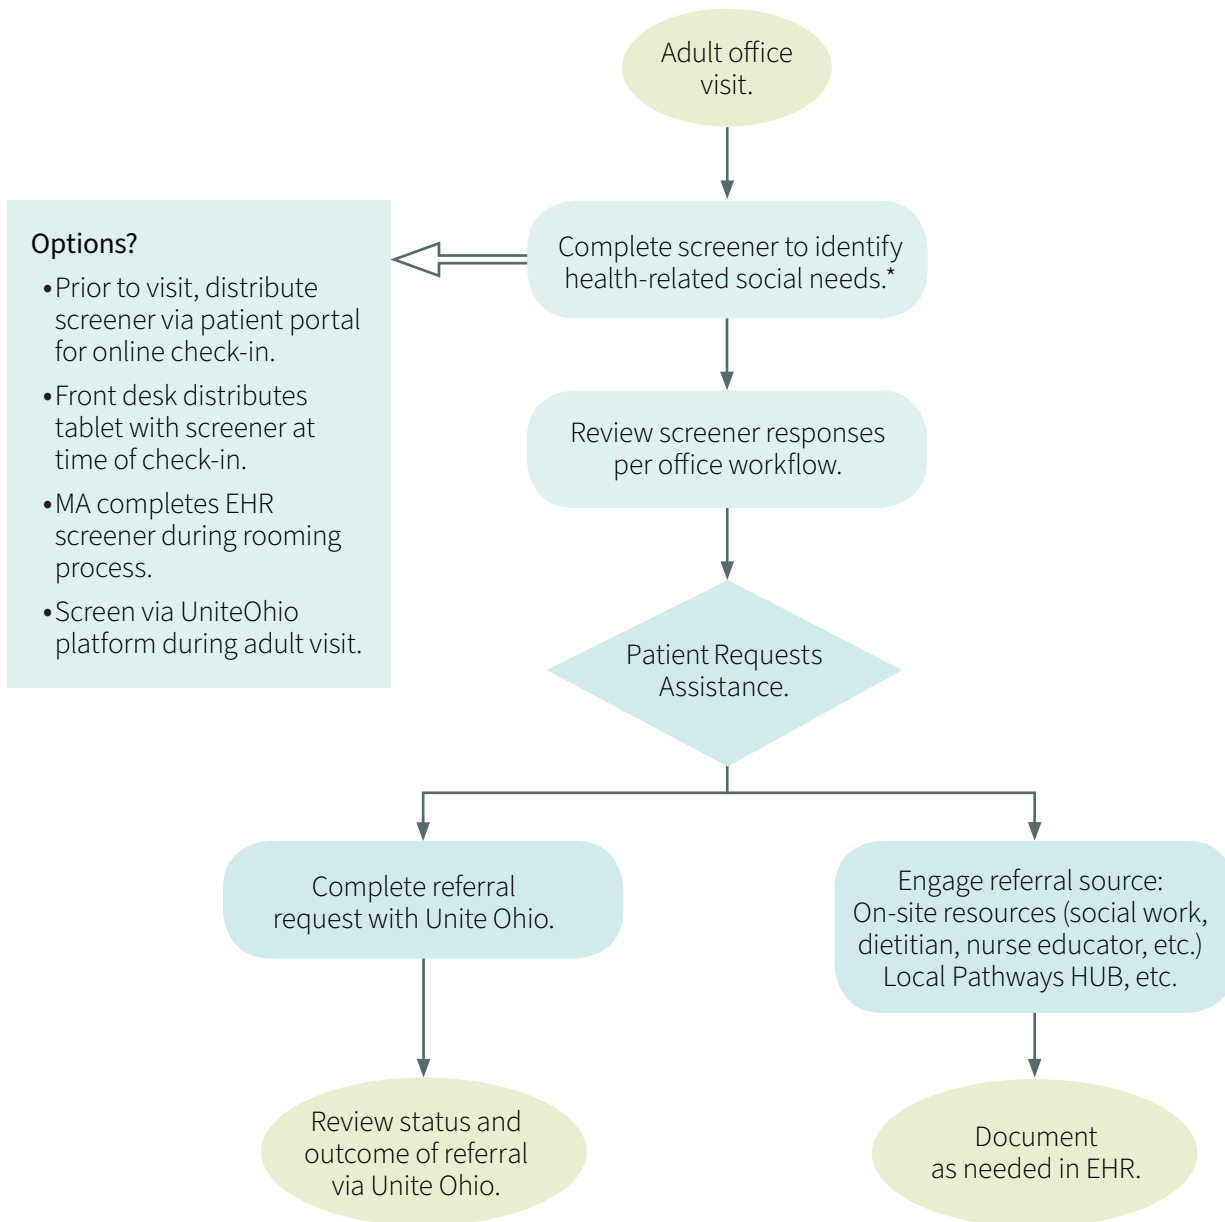 Adult office
visit.
Complete screener to identify
health-related social needs.*
Options?
•Prior to visit, distribute
screener via patient portal
for online check-in.
•Front desk distributes
tablet with screener at
time of check-in.
•MA completes EHR
screener during rooming
process.
•Screen via UniteOhio
platform during adult visit.
Review screener responses
per office workflow.
Patient Requests
Assistance.
Complete referral
request with Unite Ohio.
Engage referral source:
On-site resources (social work,
dietitian, nurse educator, etc.)
Local Pathways HUB, etc.
Review status and
outcome of referral
via Unite Ohio.
Document
as needed in EHR.